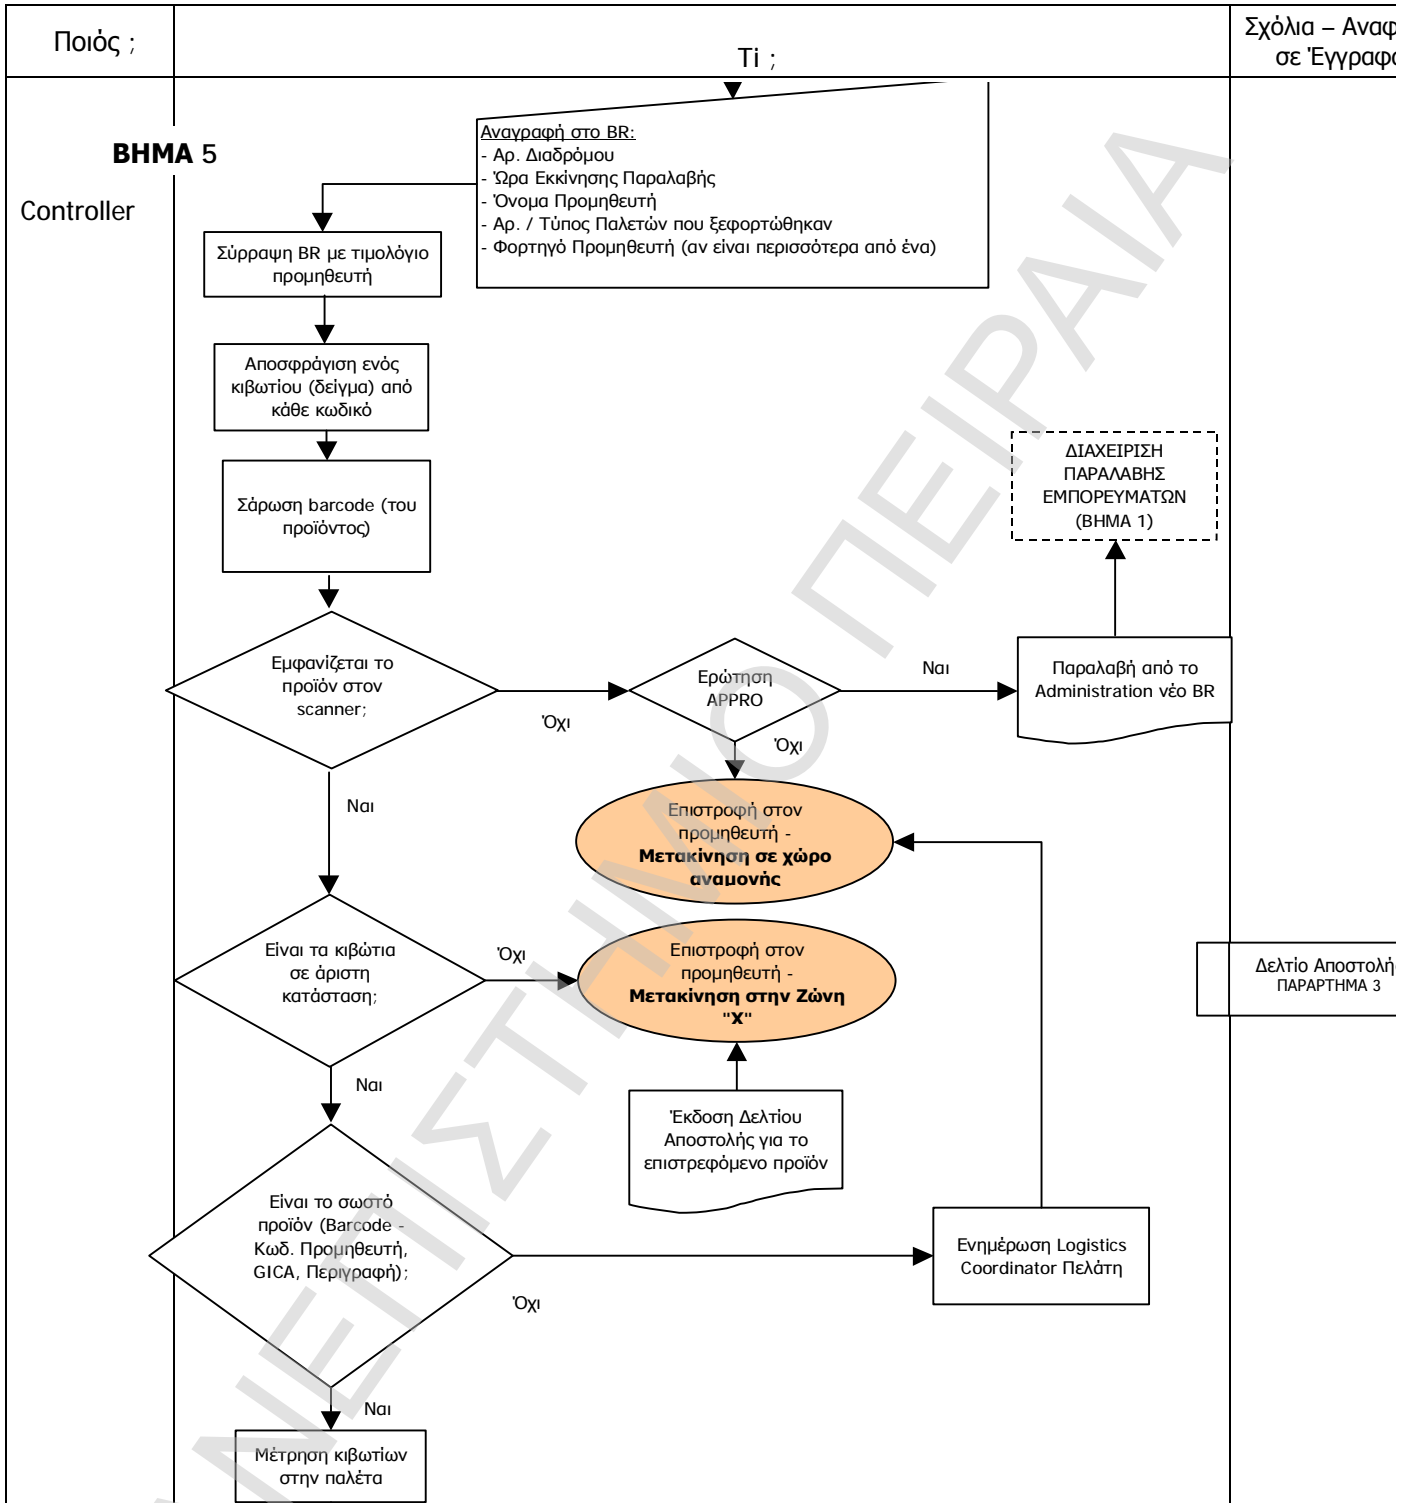 Ποιός ;
Τi ;
Σχόλια – Αναφ
σε Έγγραφα
ΒΗΜΑ 5
Controller
Αναγραφή στο BR:
- Αρ. Διαδρόμου
- Ώρα Εκκίνησης Παραλαβής
- Όνομα Προμηθευτή
- Αρ. / Τύπος Παλετών που ξεφορτώθηκαν
- Φορτηγό Προμηθευτή (αν είναι περισσότερα από ένα)
Σύρραψη BR με τιμολόγιο
προμηθευτή
Αποσφράγιση ενός
κιβωτίου (δείγμα) από
κάθε κωδικό
Σάρωση barcode (του
προϊόντος)
ΔΙΑΧΕΙΡΙΣΗ
ΠΑΡΑΛΑΒΗΣ
ΕΜΠΟΡΕΥΜΑΤΩΝ
(ΒΗΜΑ 1)
Εμφανίζεται το
προϊόν στον
scanner;
Όχι
Ερώτηση
APPRO
Ναι
Παραλαβή από το
Administration νέο BR
Όχι
Ναι
Επιστροφή στον
προμηθευτή -
Μετακίνηση σε χώρο
αναμονής
Είναι τα κιβώτια
σε άριστη
κατάσταση;
Όχι
Επιστροφή στον
προμηθευτή -
Μετακίνηση στην Ζώνη
"Χ"
Δελτίο Αποστολής
ΠΑΡΑΡΤΗΜΑ 3
Ναι
Έκδοση Δελτίου
Αποστολής για το
επιστρεφόμενο προϊόν
Είναι το σωστό
προϊόν (Barcode -
Κωδ. Προμηθευτή,
GICA, Περιγραφή);
Όχι
Ενημέρωση Logistics
Coordinator Πελάτη
Ναι
Μέτρηση κιβωτίων
στην παλέτα
ΝΕΠΙΣΤΗΜΙΟ ΠΕΙΡΑΙΑ